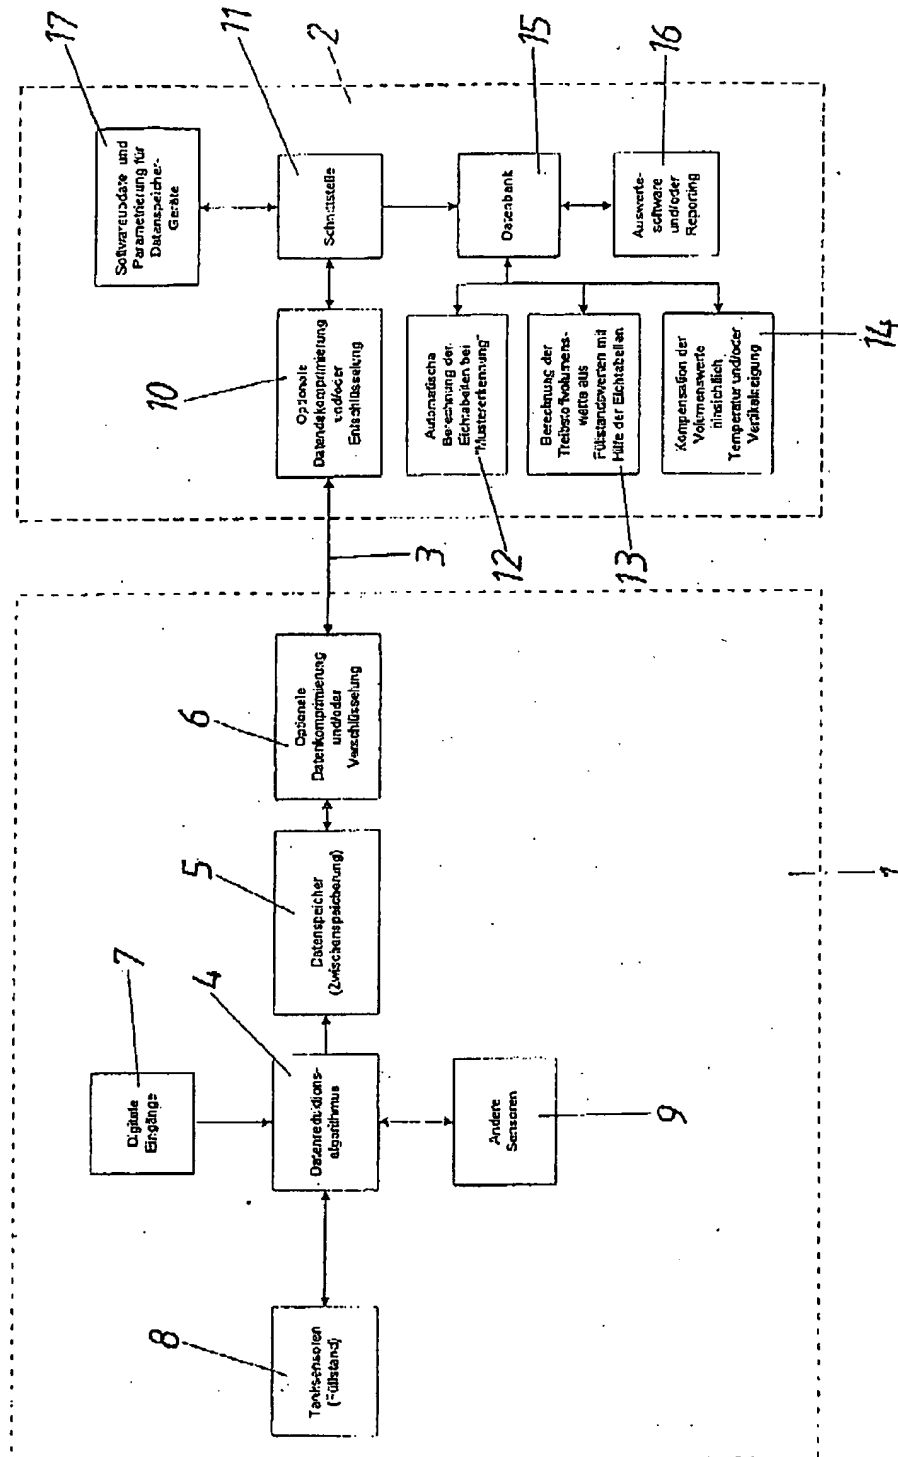 7
Digitale
Eingänge
8
Tanksensoren
(Füllstand)
4
Datenreduktions-
algorithmus
5
Datenspeicher
(Zwischenspeicherung)
6
Optionele
Datenkomprimierung
und/oder
Verschlüsselung
9
Andere
Sensoren
1
3
17
Softwareupdate und
Parametrierung für
Datenspeicher-
Geräte
10
Optionale
Datendekomprimierung
und/oder
Entschlüsselung
11
Schnittstelle
2
12
Automatische
Berechnung der
Eichtabellen bei
"Mustererkennung"
13
Berechnung der
Treibstoffvolumens-
werte aus
Füllstandswerten mit
Hilfe der Eichtabellen
14
Kompensation der
Volumenswerte
hinsichtlich
Temperatur und/oder
Vertikalneigung
15
Datenbank
16
Auswerte-
software
und/oder
Reporting